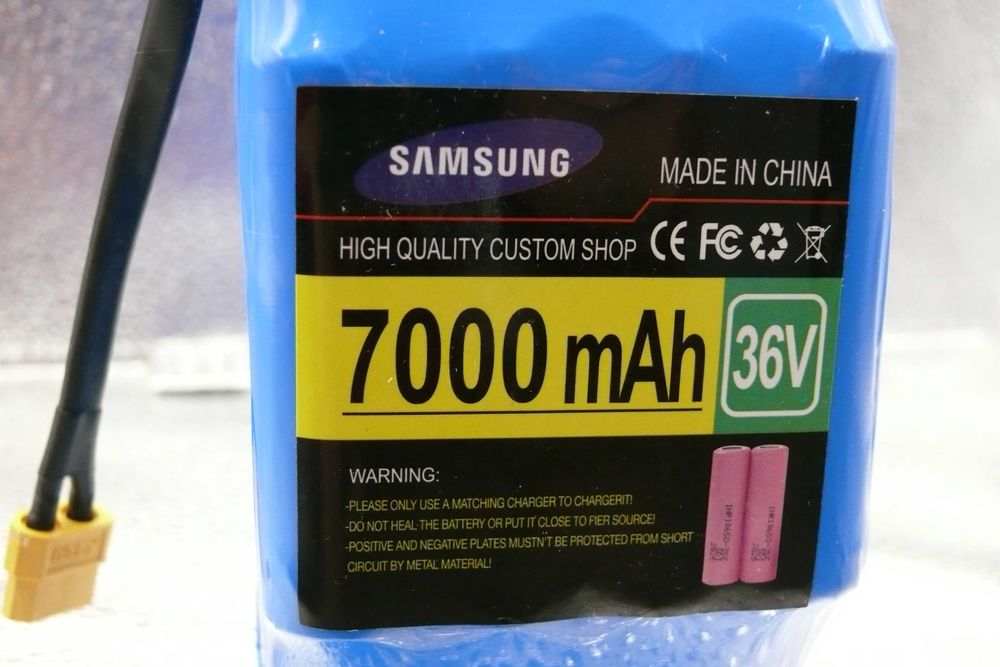 SAMSUNG
MADE IN CHINA
HIGH QUALITY CUSTOM SHOP CE FC
7000 mAh 36V
WARNING:
-PLEASE ONLY USE A MATCHING CHARGER TO CHARGERIT!
-DO NOT HEAL THE BATTERY OR PUT IT CLOSE TO FIER SOURCE!
-POSITIVE AND NEGATIVE PLATES MUSTN'T BE PROTECTED FROM SHORT
CIRCUIT BY METAL MATERIAL!